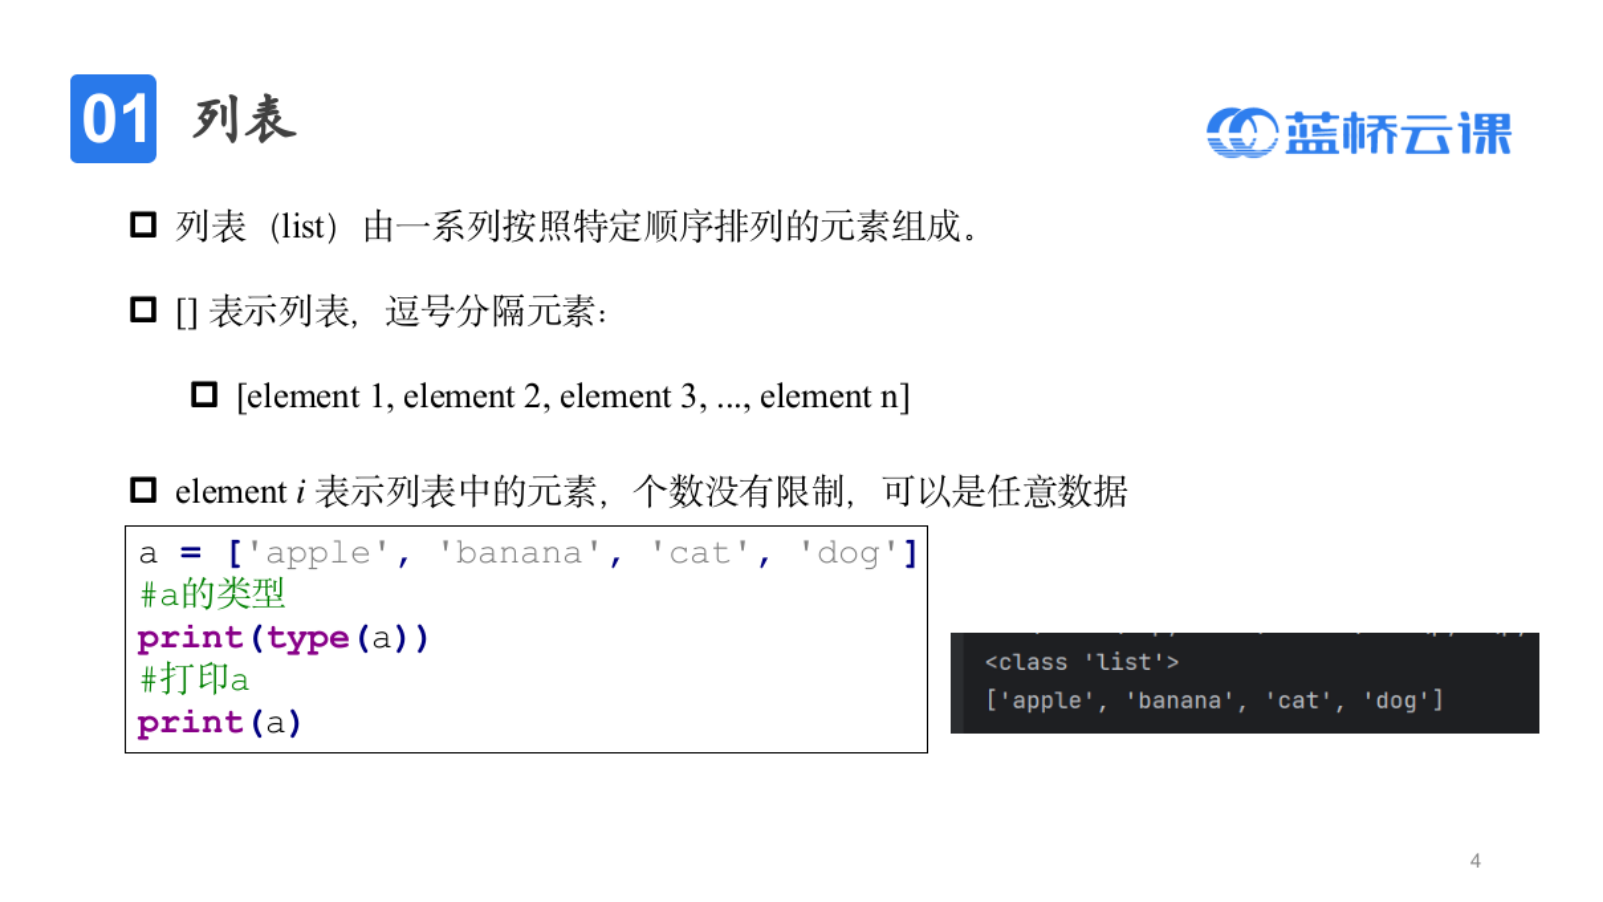 01 列表
蓝桥云课
列表（list）由一系列按照特定顺序排列的元素组成。
[] 表示列表，逗号分隔元素：
[element 1, element 2, element 3, ..., element n]
element i 表示列表中的元素，个数没有限制，可以是任意数据
a = ['apple', 'banana', 'cat', 'dog']
#a的类型
print(type(a))
#打印a
print(a)
<class 'list'>
['apple', 'banana', 'cat', 'dog']
4